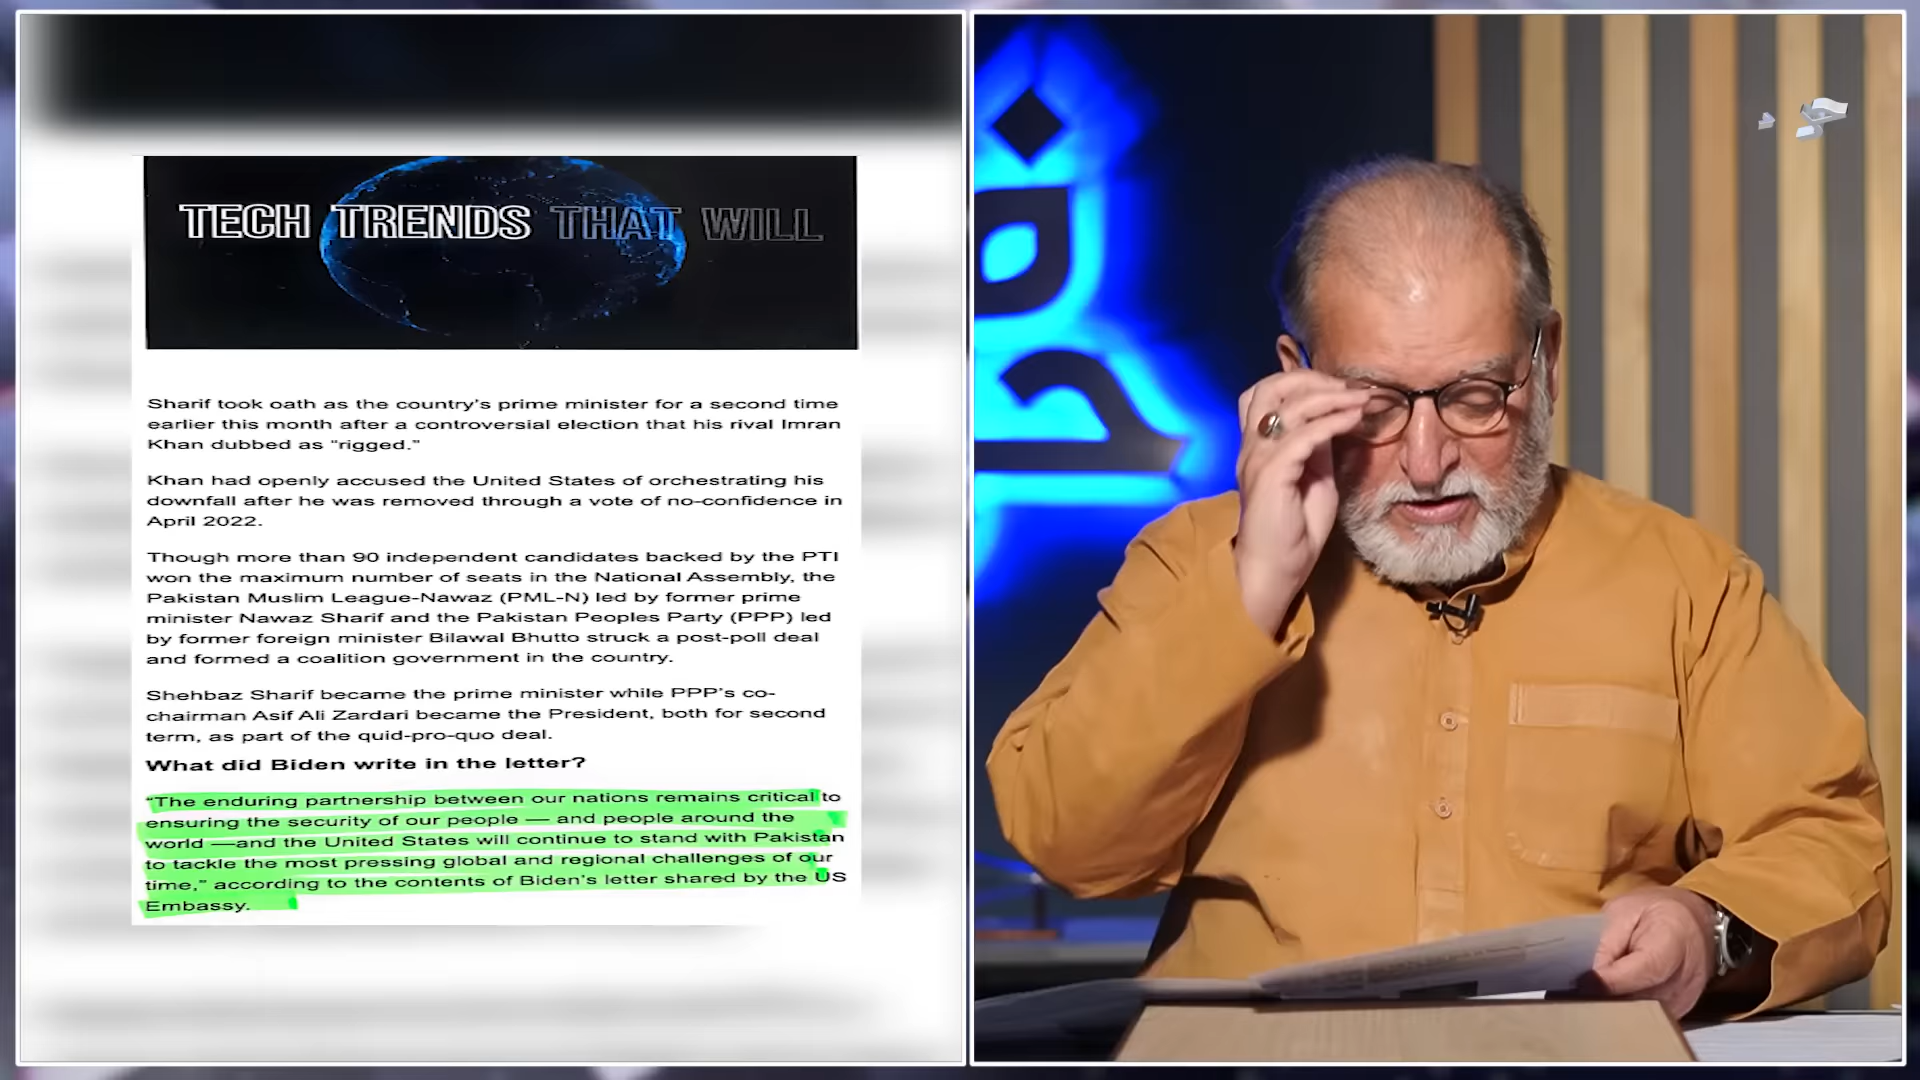 TECH TRENDS THAT WILL
Sharif took oath as the country's prime minister for a second time
earlier this month after a controversial election that his rival Imran
Khan dubbed as "rigged."
Khan had openly accused the United States of orchestrating his
downfall after he was removed through a vote of no-confidence in
April 2022.
Though more than 90 independent candidates backed by the PTI
won the maximum number of seats in the National Assembly, the
Pakistan Muslim League-Nawaz (PML-N) led by former prime
minister Nawaz Sharif and the Pakistan Peoples Party (PPP) led
by former foreign minister Bilawal Bhutto struck a post-poll deal
and formed a coalition government in the country.
Shehbaz Sharif became the prime minister while PPP's co-
chairman Asif Ali Zardari became the President, both for second
term, as part of the quid-pro-quo deal.
What did Biden write in the letter?
"The enduring partnership between our nations remains critical to
ensuring the security of our people — and people around the
world —and the United States will continue to stand with Pakistan
to tackle the most pressing global and regional challenges of our
time," according to the contents of Biden's letter shared by the US
Embassy.